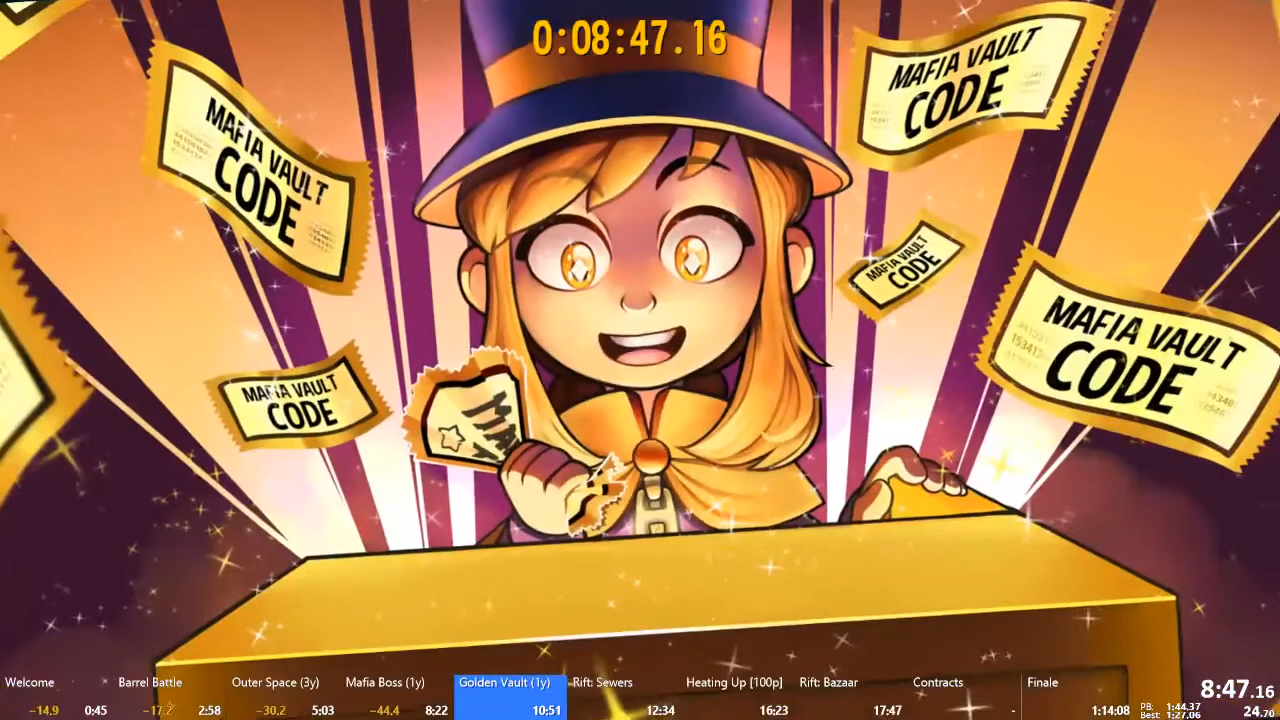 0:08:47.16
MAFIA VAULT
CODE
MAFIA VAULT
CODE
MAFIA VAULT
CODE
MAFIA VAULT
CODE
MAFIA VAULT
CODE
Welcome
-14.9 0:45
Barrel Battle
-17.2 2:58
Outer Space (3y)
-30.2 5:03
Mafia Boss (1y)
-44.4 8:22
Golden Vault (1y)
10:51
Rift: Sewers
12:34
Heating Up [100p]
16:23
Rift: Bazaar
17:47
Contracts
-
Finale
1:14:08
8:47.16
PB: 1:44.37
Best: 1:27.06
24.70